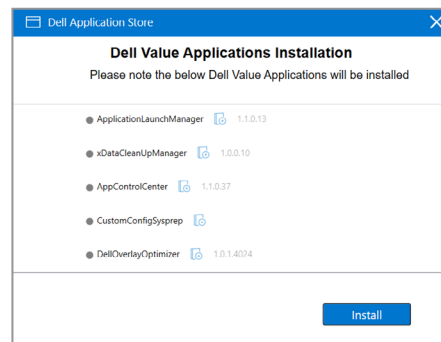 Dell Application Store
Dell Value Applications Installation
Please note the below Dell Value Applications will be installed
ApplicationLaunchManager 1.1.0.13
xDataCleanUpManager 1.0.0.10
AppControlCenter 1.1.0.37
CustomConfigSysprep
DellOverlayOptimizer 1.0.1.4024
Install